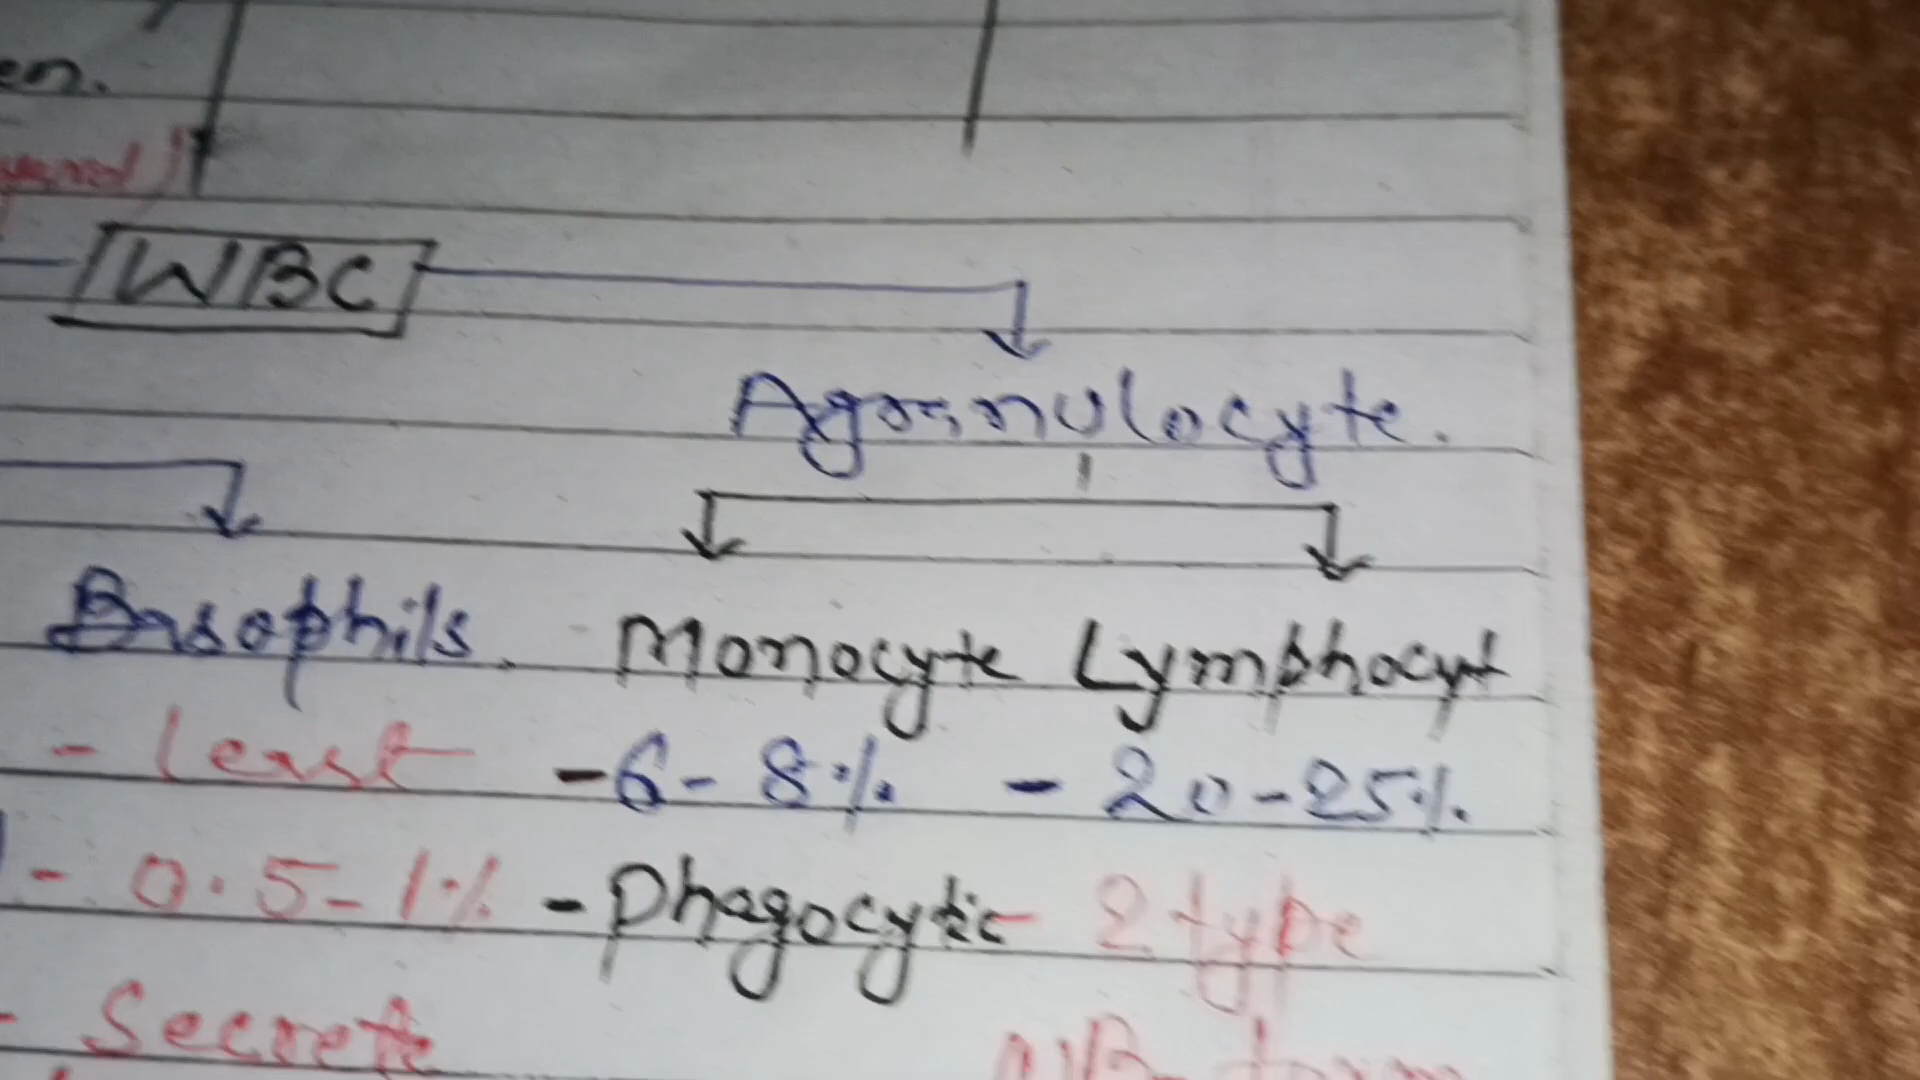 en.
WBC
Agranulocyte.
Basophils. Monocyte Lymphocyt
- least - 6-8% - 20-25%
- 0.5-1% - Phagocytic - 2 type
- Secrete